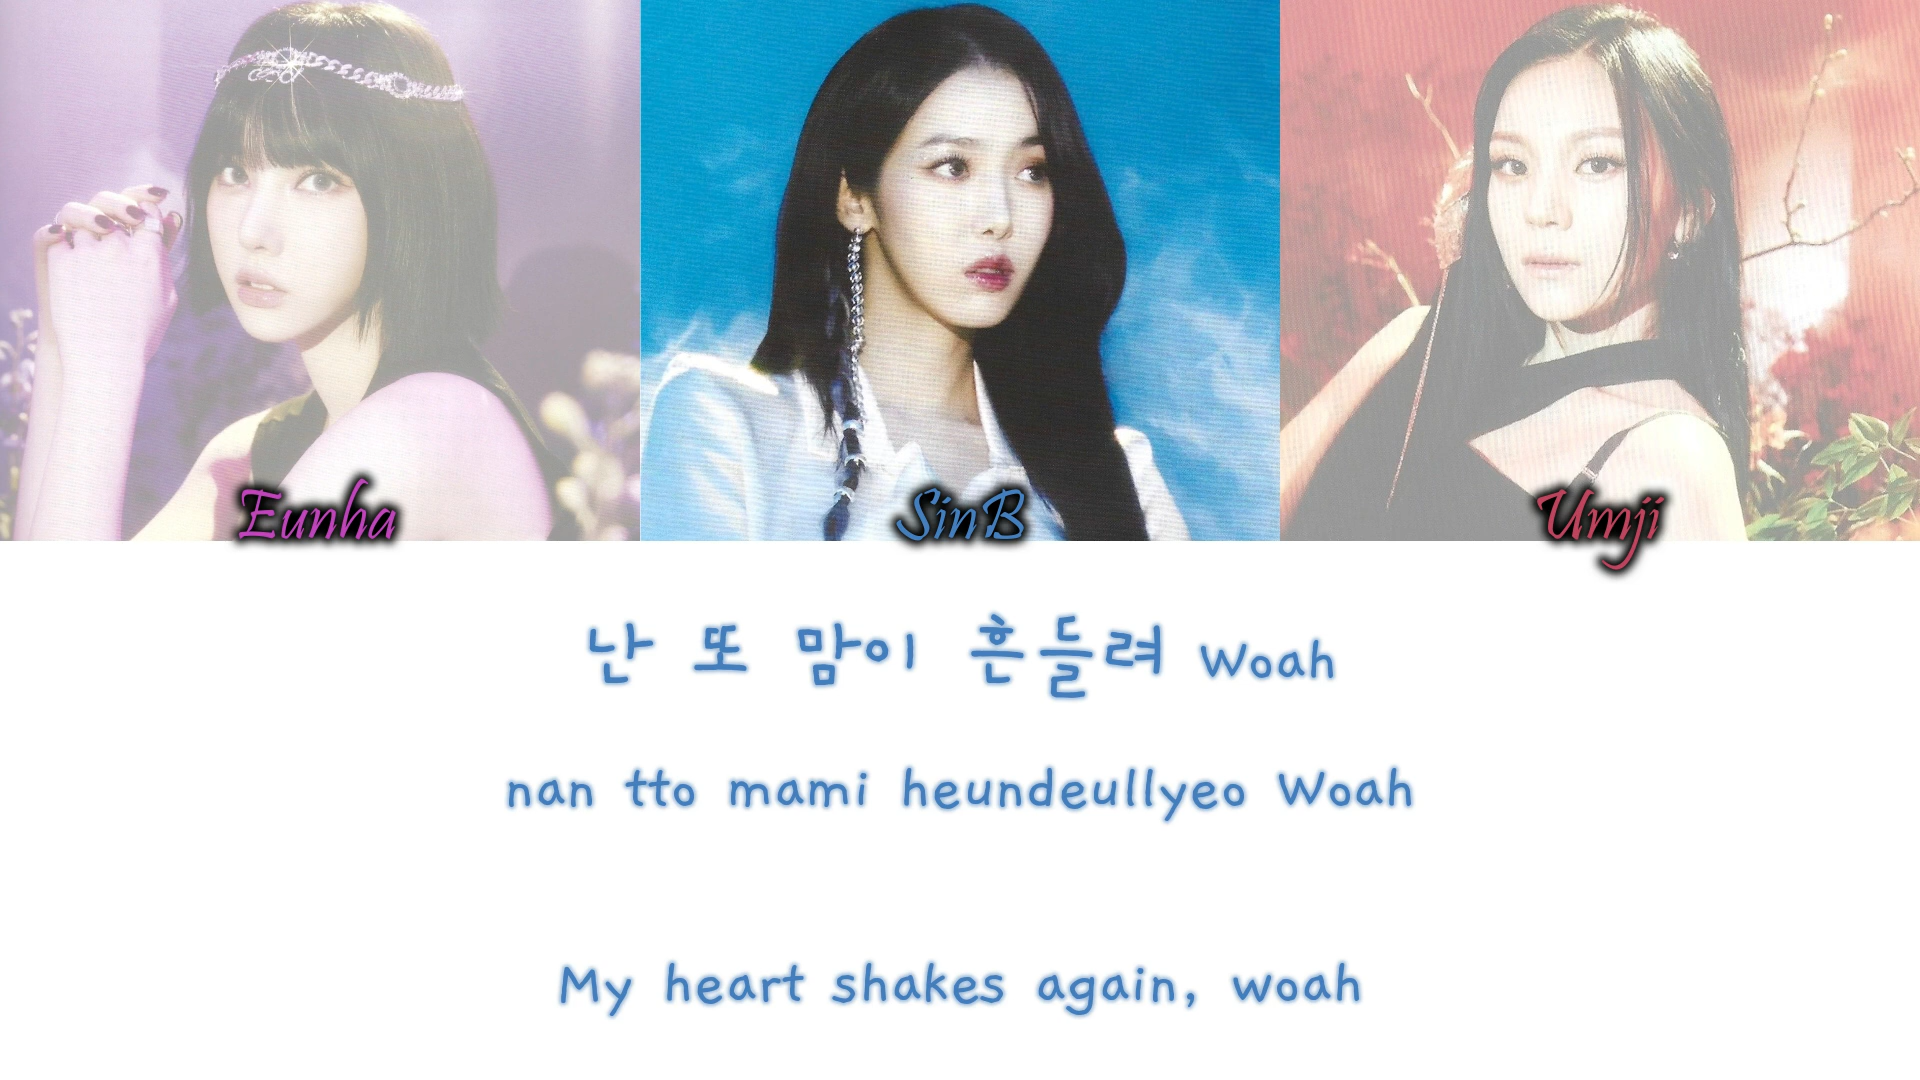 Eunha
SinB
Umji
난 또 맘이 흔들려 Woah
nan tto mami heundeullyeo Woah
My heart shakes again, woah